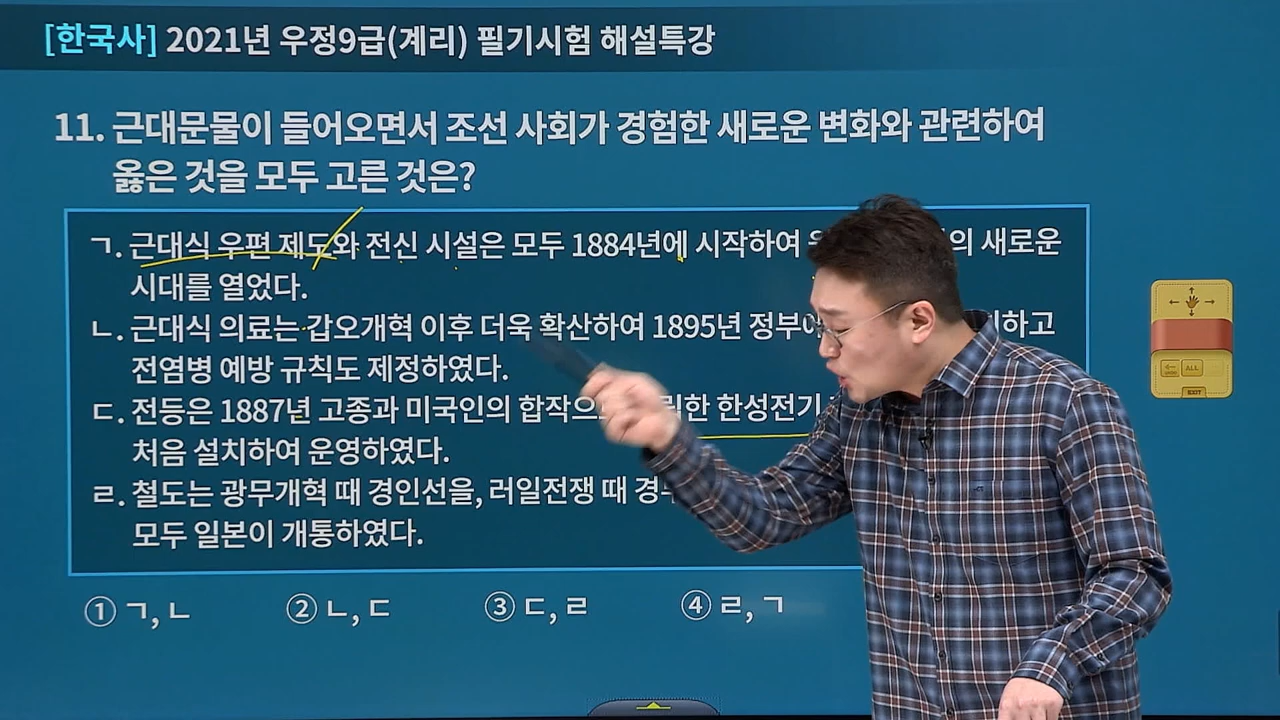 [한국사] 2021년 우정9급(계리) 필기시험 해설특강
11. 근대문물이 들어오면서 조선 사회가 경험한 새로운 변화와 관련하여
옳은 것을 모두 고른 것은?
ㄱ. 근대식 우편 제도와 전신 시설은 모두 1884년에 시작하여 새로운
시대를 열었다.
ㄴ. 근대식 의료는 갑오개혁 이후 더욱 확산하여 1895년
전염병 예방 규칙도 제정하였다.
ㄷ. 전등은 1887년 고종과 미국인의 한성전기
처음 설치하여 운영하였다.
ㄹ. 철도는 광무개혁 때 경인선을, 러일전쟁 때
모두 일본이 개통하였다.
① ㄱ, ㄴ ② ㄴ, ㄷ ③ ㄷ, ㄹ ④ ㄹ, ㄱ
ALL
EXIT